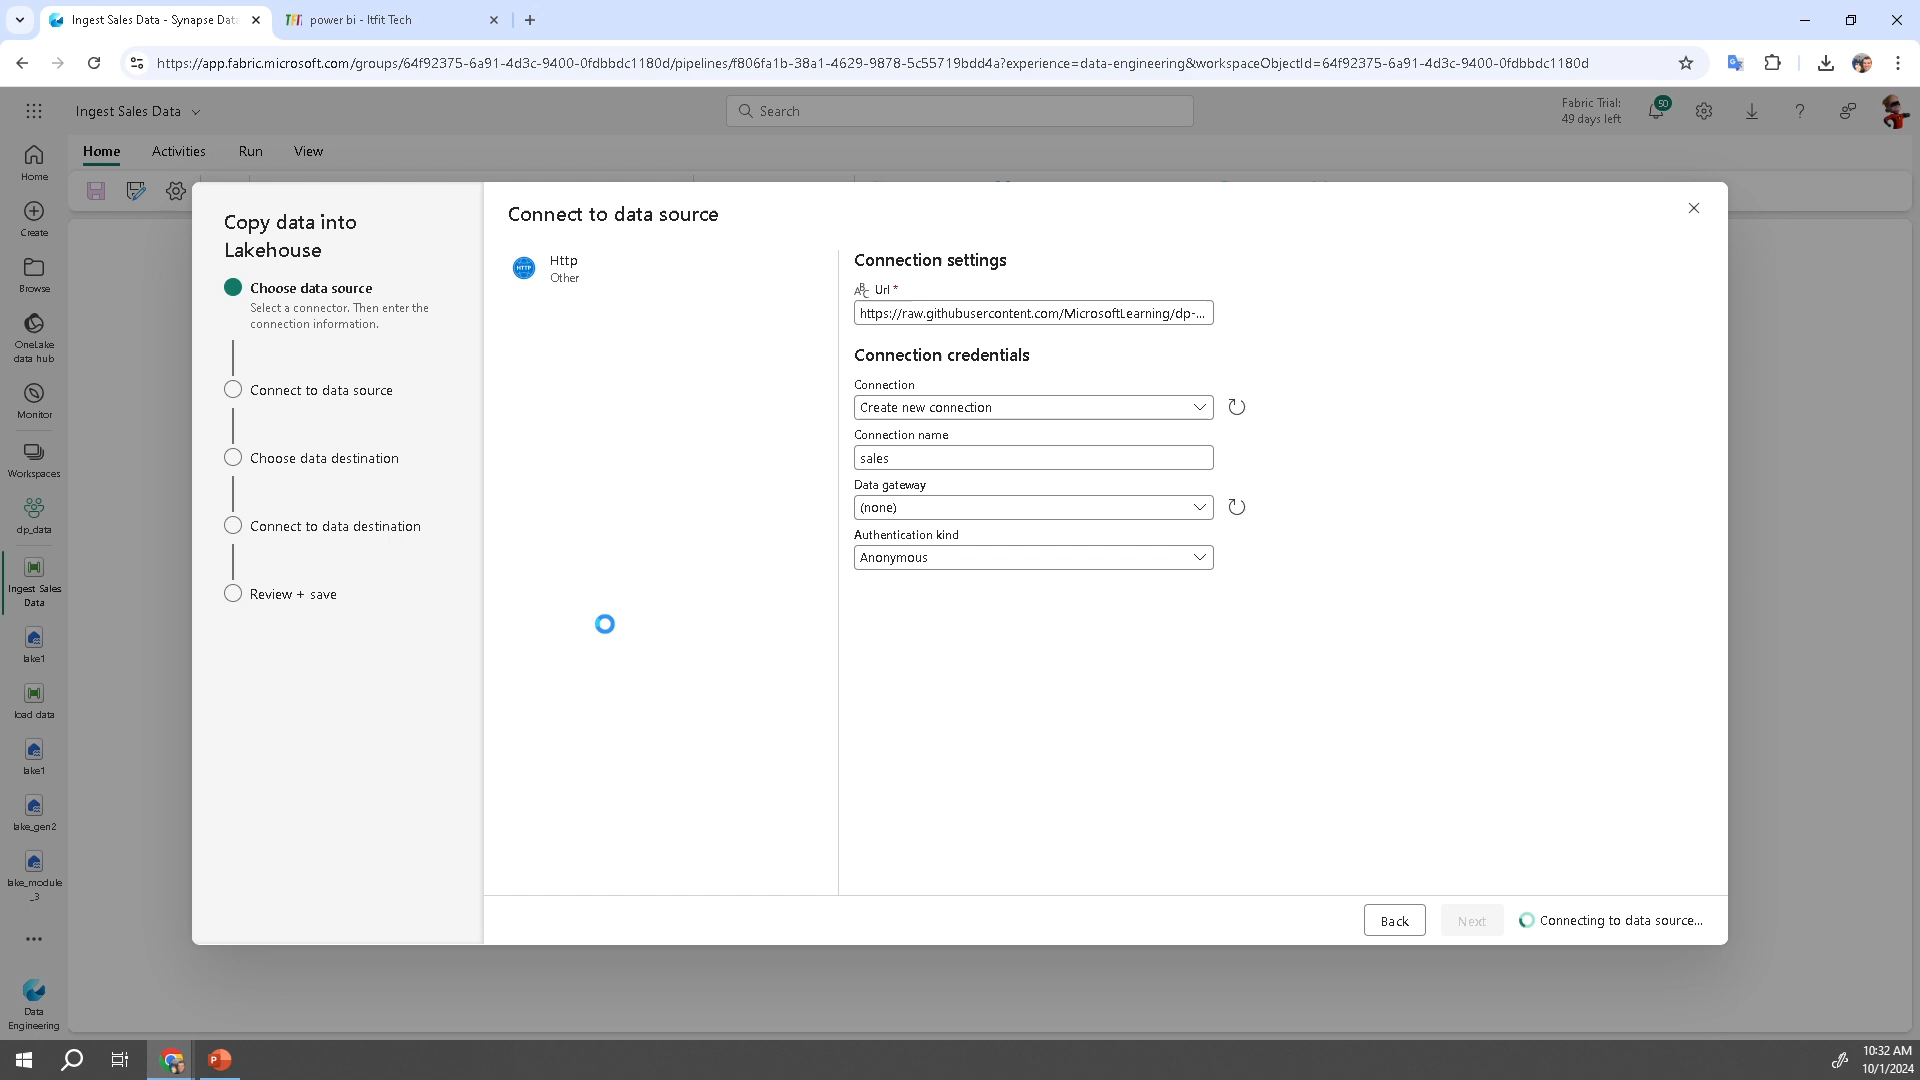 Ingest Sales Data - Synapse Data
power bi - Itfit Tech
https://app.fabric.microsoft.com/groups/64f92375-6a91-4d3c-9400-0fdbbdc1180d/pipelines/f806fa1b-38a1-4629-9878-5c55719bdd4a?experience=data-engineering&workspaceObjectId=64f92375-6a91-4d3c-9400-0fdbbdc1180d
Ingest Sales Data
Search
Fabric Trial:
49 days left
50
Home
Activities
Run
View
Home
Create
Browse
OneLake
data hub
Monitor
Workspaces
dp_data
Ingest Sales
Data
lake1
load data
lake1
lake_gen2
lake_module
_3
Data
Engineering
Copy data into
Lakehouse
Choose data source
Select a connector. Then enter the
connection information.
Connect to data source
Choose data destination
Connect to data destination
Review + save
Connect to data source
HTTP
Http
Other
Connection settings
ABC Url *
https://raw.githubusercontent.com/MicrosoftLearning/dp-...
Connection credentials
Connection
Create new connection
Connection name
sales
Data gateway
(none)
Authentication kind
Anonymous
Back
Next
Connecting to data source...
10:32 AM
10/1/2024